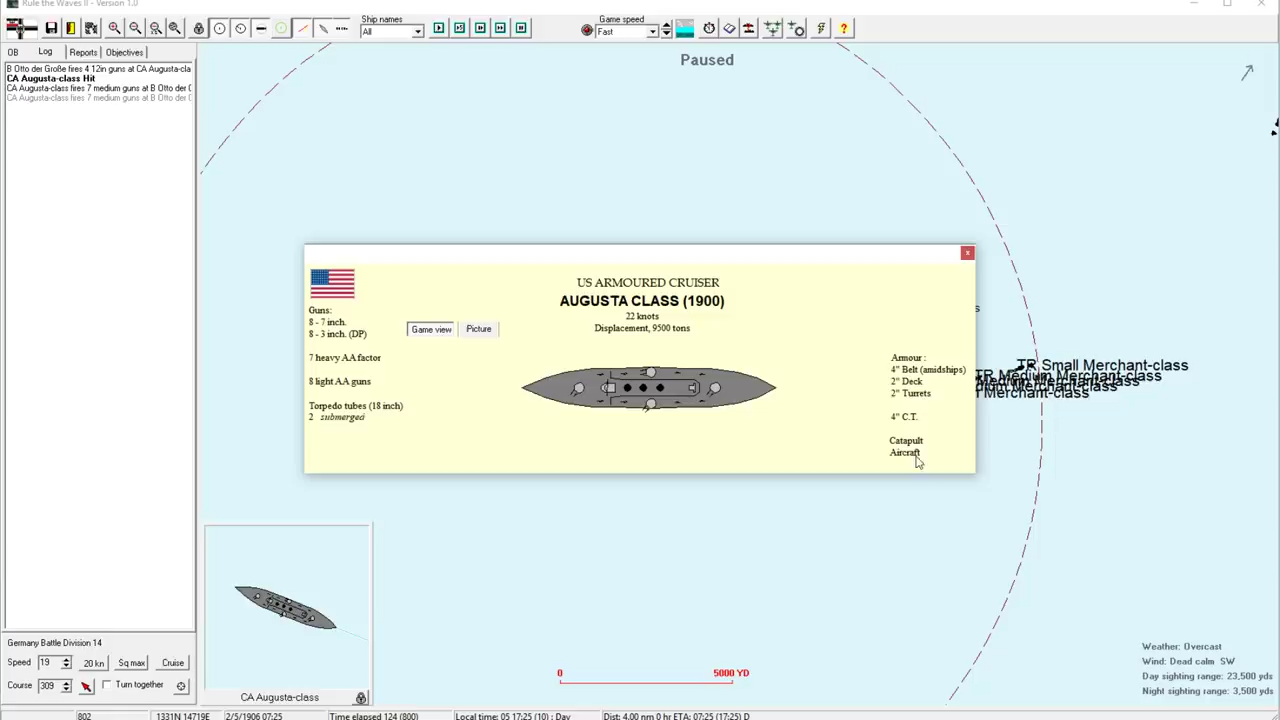 Rule the Waves II - Version 1.0
Ship names
All
Game speed
Fast
OB Log Reports Objectives
B Otto der Große fires 4 12in guns at CA Augusta-cla
CA Augusta-class Hit
CA Augusta-class fires 7 medium guns at B Otto der (
CA Augusta-class fires 7 medium guns at B Otto der (
Paused
US ARMOURED CRUISER
AUGUSTA CLASS (1900)
22 knots
Displacement, 9500 tons
Guns:
8 - 7 inch.
8 - 3 inch. (DP)
Game view Picture
7 heavy AA factor
8 light AA guns
Torpedo tubes (18 inch)
2 submerged
Armour :
4" Belt (amidships)
2" Deck
2" Turrets
4" C.T.
Catapult
Aircraft
s
TR Small Merchant-class
TR Medium Merchant-class
Medium Merchant-class
Merchant-class
CA Augusta-class
Germany Battle Division 14
Speed 19 20 kn Sq max Cruise
Course 309 Turn together
0 5000 YD
Weather: Overcast
Wind: Dead calm SW
Day sighting range: 23,500 yds
Night sighting range: 3,500 yds
802 1331N 14719E 2/5/1906 07:25 Time elapsed 124 (800) Local time: 05 17:25 (10) : Day Dist: 4.00 nm 0 hr ETA: 07:25 (17:25) D